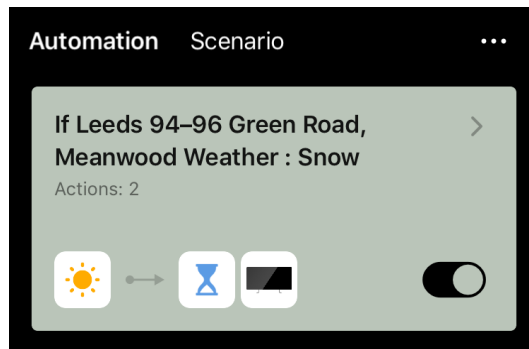 Automation Scenario
If Leeds 94–96 Green Road,
Meanwood Weather : Snow
Actions: 2